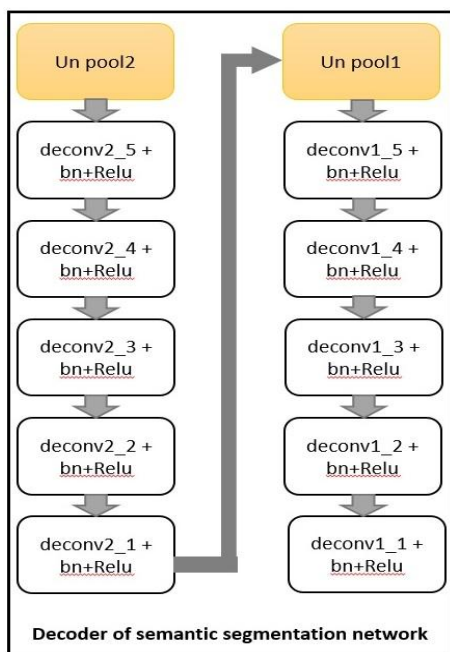 Un pool2
deconv2_5 +
bn+Relu
deconv2_4 +
bn+Relu
deconv2_3 +
bn+Relu
deconv2_2 +
bn+Relu
deconv2_1 +
bn+Relu
Un pool1
deconv1_5 +
bn+Relu
deconv1_4 +
bn+Relu
deconv1_3 +
bn+Relu
deconv1_2 +
bn+Relu
deconv1_1 +
bn+Relu
Decoder of semantic segmentation network